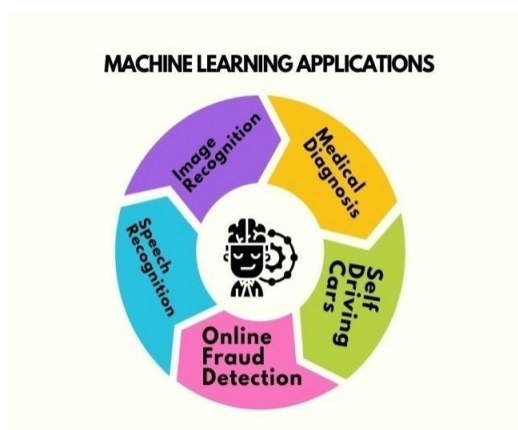 MACHINE LEARNING APPLICATIONS
Image
Recognition
Medical
Diagnosis
Self
Driving
Cars
Online
Fraud
Detection
Speech
Recognition